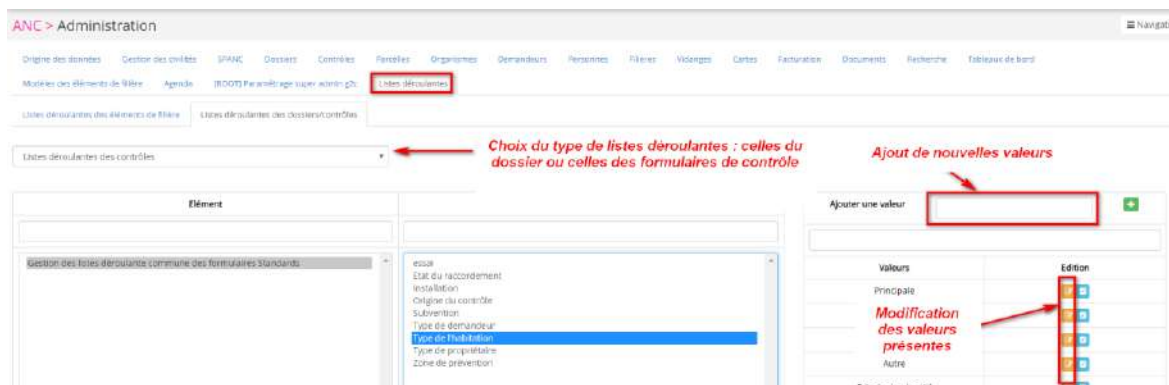 ANC > Administration
Navigati
Origine des données Gestion des civilités SPANC Dossiers Contrôles Parcelles Organismes Demandeurs Personnes Filières Vidanges Cartes Facturation Documents Recherche Tableaux de bord
Modèles des éléments de filière Agenda [ROOT] Paramétrage super admin g2c Listes déroulantes
Listes déroulantes des éléments de filière Listes déroulantes des dossiers/contrôles
Listes déroulantes des contrôles
Choix du type de listes déroulantes : celles du
dossier ou celles des formulaires de contrôle
Ajout de nouvelles valeurs
Elément
Ajouter une valeur
Gestion des listes déroulante commune des formulaires Standards
essai
Etat du raccordement
Installation
Origine du contrôle
Subvention
Type de demandeur
Type de l'habitation
Type de propriétaire
Zone de prévention
Valeurs Edition
Principale
Modification
des valeurs
présentes
Autre